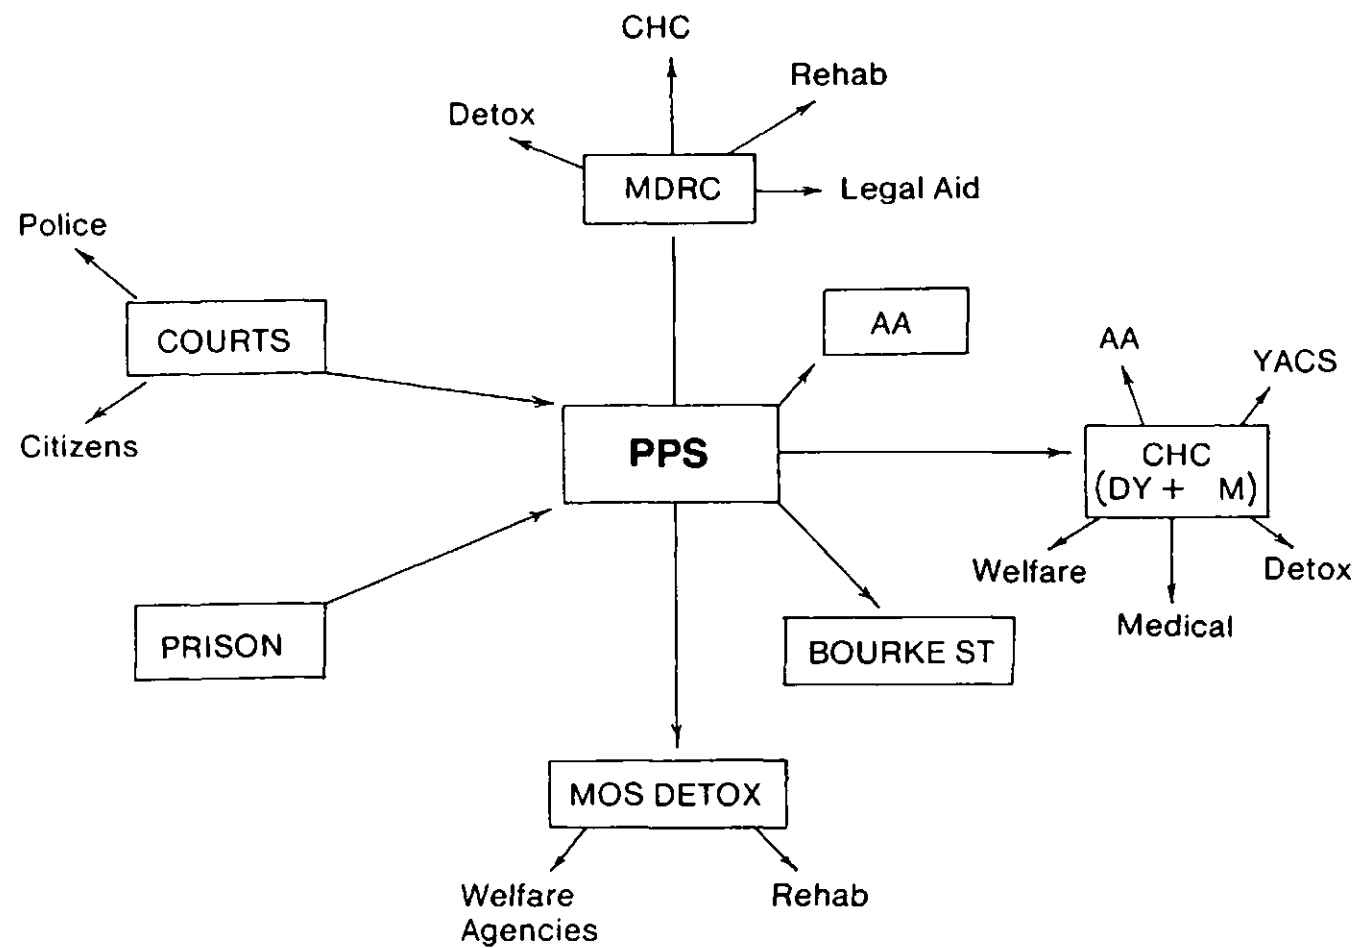 CHC
Rehab
Detox
MDRC
Legal Aid
Police
COURTS
AA
AA
YACS
Citizens
PPS
CHC
(DY + M)
Welfare
Detox
Medical
PRISON
BOURKE ST
MOS DETOX
Welfare
Agencies
Rehab